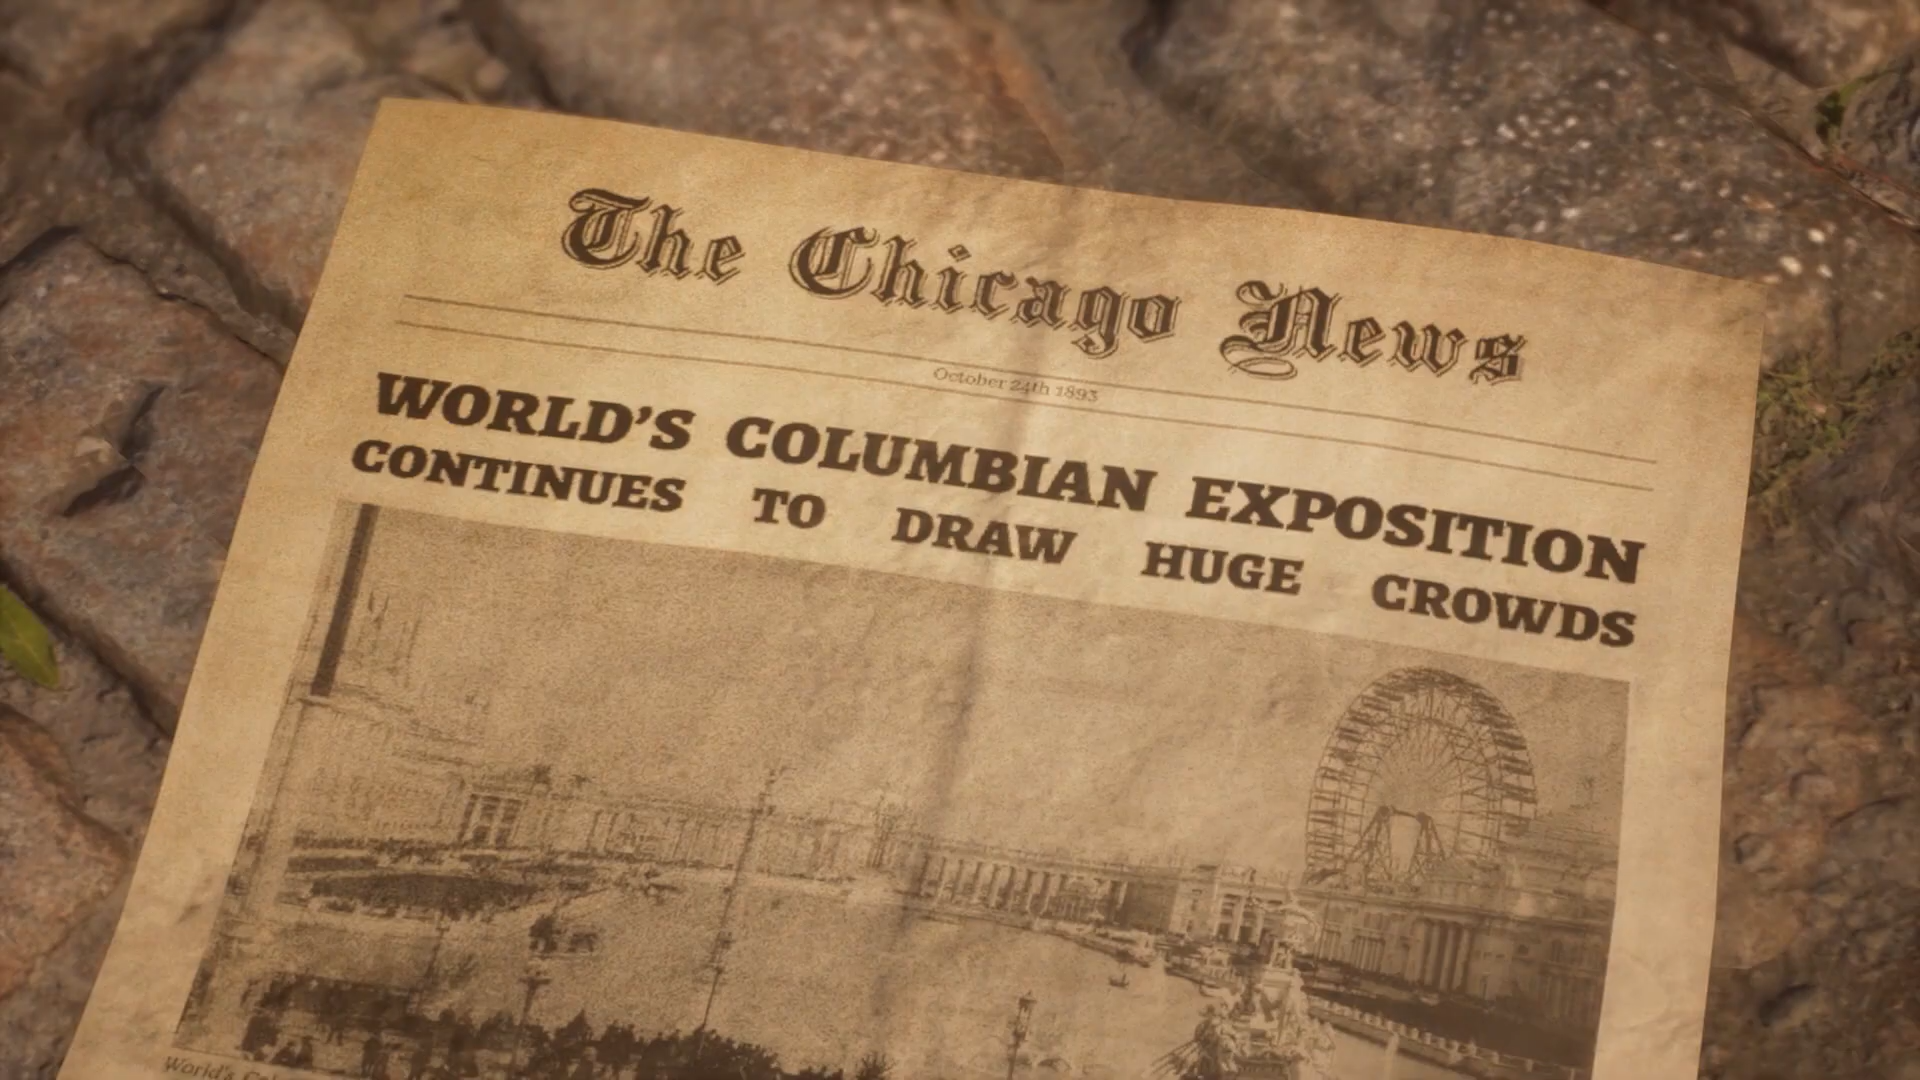 The Chicago News
October 24th 1893
WORLD'S COLUMBIAN EXPOSITION
CONTINUES TO DRAW HUGE CROWDS
World's